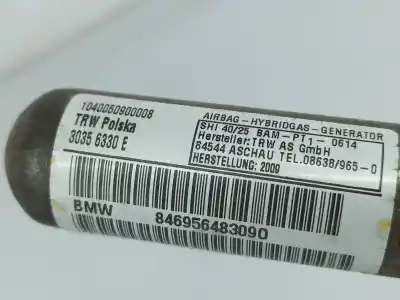 1040050900008
TRW Polska
3035 6330 E
AIRBAG-HYBRIDGAS-GENERATOR
SHI 40/25 BAM-PT1- 0614
Hersteller:TRW AS GmbH
84544 ASCHAU TEL.08638/965-0
HERSTELLUNG: 2009
BMW
846956483090